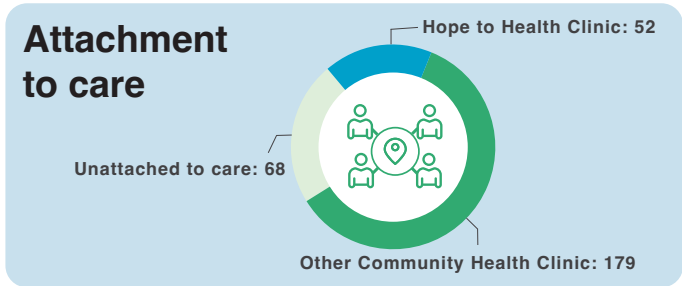 Attachment
to care
Hope to Health Clinic: 52
Unattached to care: 68
Other Community Health Clinic: 179